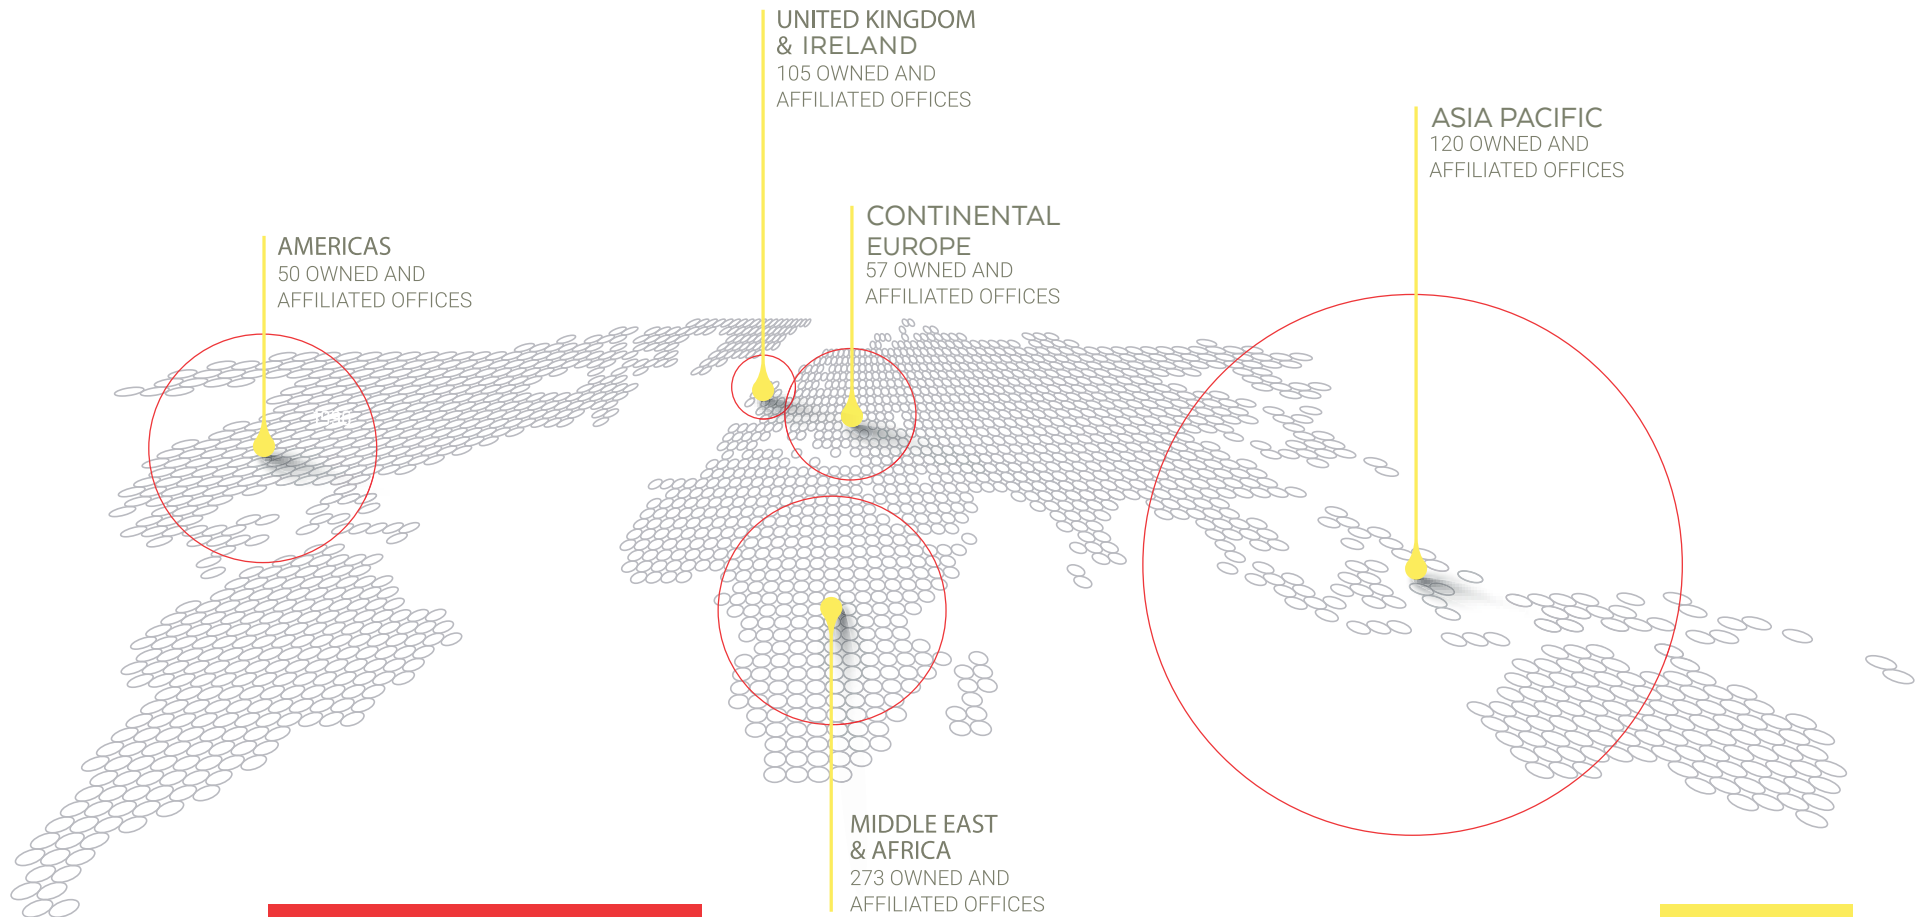 UNITED KINGDOM
& IRELAND
105 OWNED AND
AFFILIATED OFFICES
ASIA PACIFIC
120 OWNED AND
AFFILIATED OFFICES
CONTINENTAL
EUROPE
57 OWNED AND
AFFILIATED OFFICES
AMERICAS
50 OWNED AND
AFFILIATED OFFICES
MIDDLE EAST
& AFRICA
273 OWNED AND
AFFILIATED OFFICES